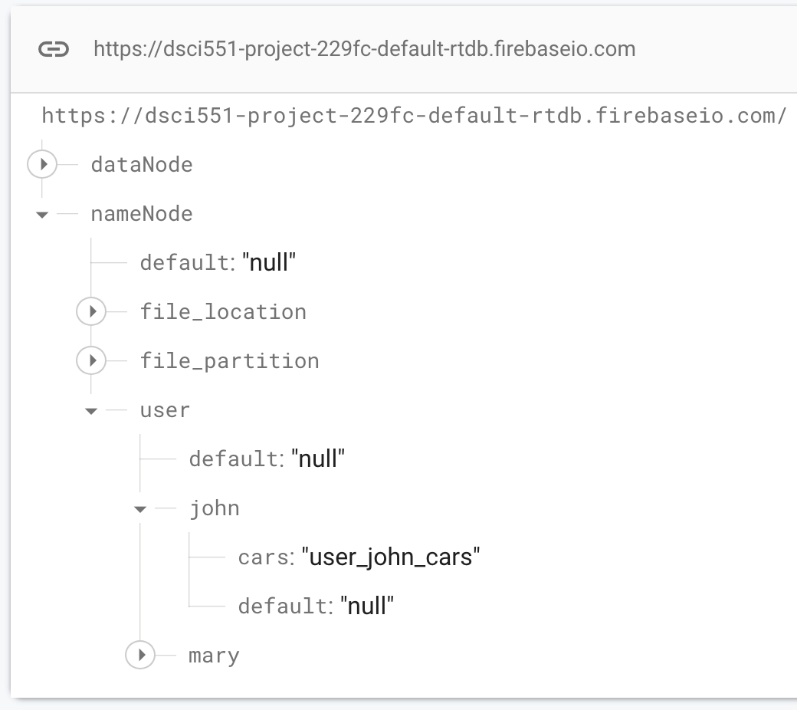 https://dsci551-project-229fc-default-rtdb.firebaseio.com
https://dsci551-project-229fc-default-rtdb.firebaseio.com/
dataNode
nameNode
default: "null"
file_location
file_partition
user
default: "null"
john
cars: "user_john_cars"
default: "null"
mary